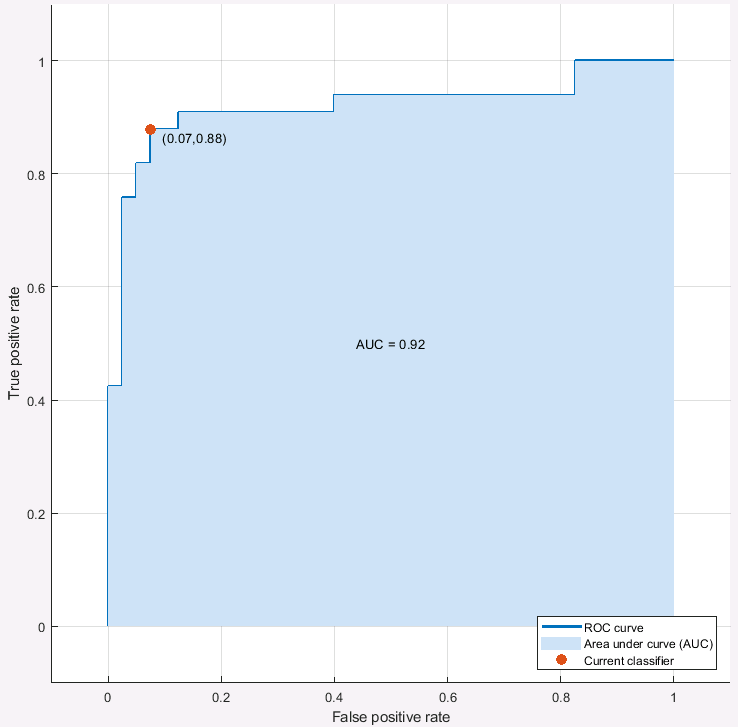 1
0.8
0.6
0.4
0.2
0
True positive rate
(0.07,0.88)
AUC = 0.92
ROC curve
Area under curve (AUC)
Current classifier
0 0.2 0.4 0.6 0.8 1
False positive rate